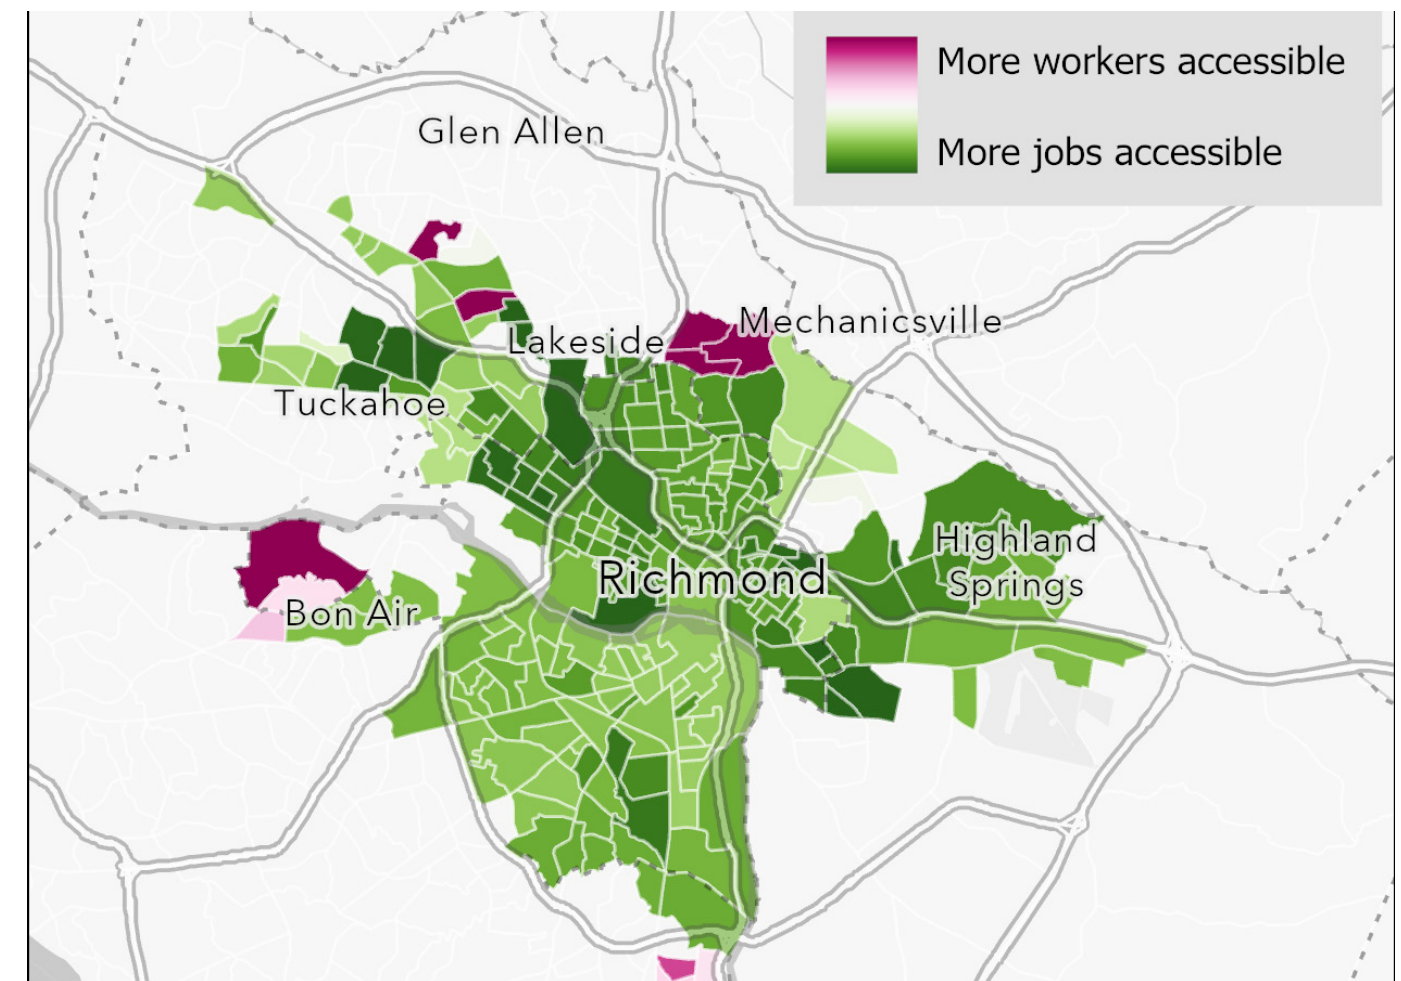 More workers accessible
More jobs accessible
Glen Allen
Mechanicsville
Lakeside
Tuckahoe
Highland
Springs
Richmond
Bon Air